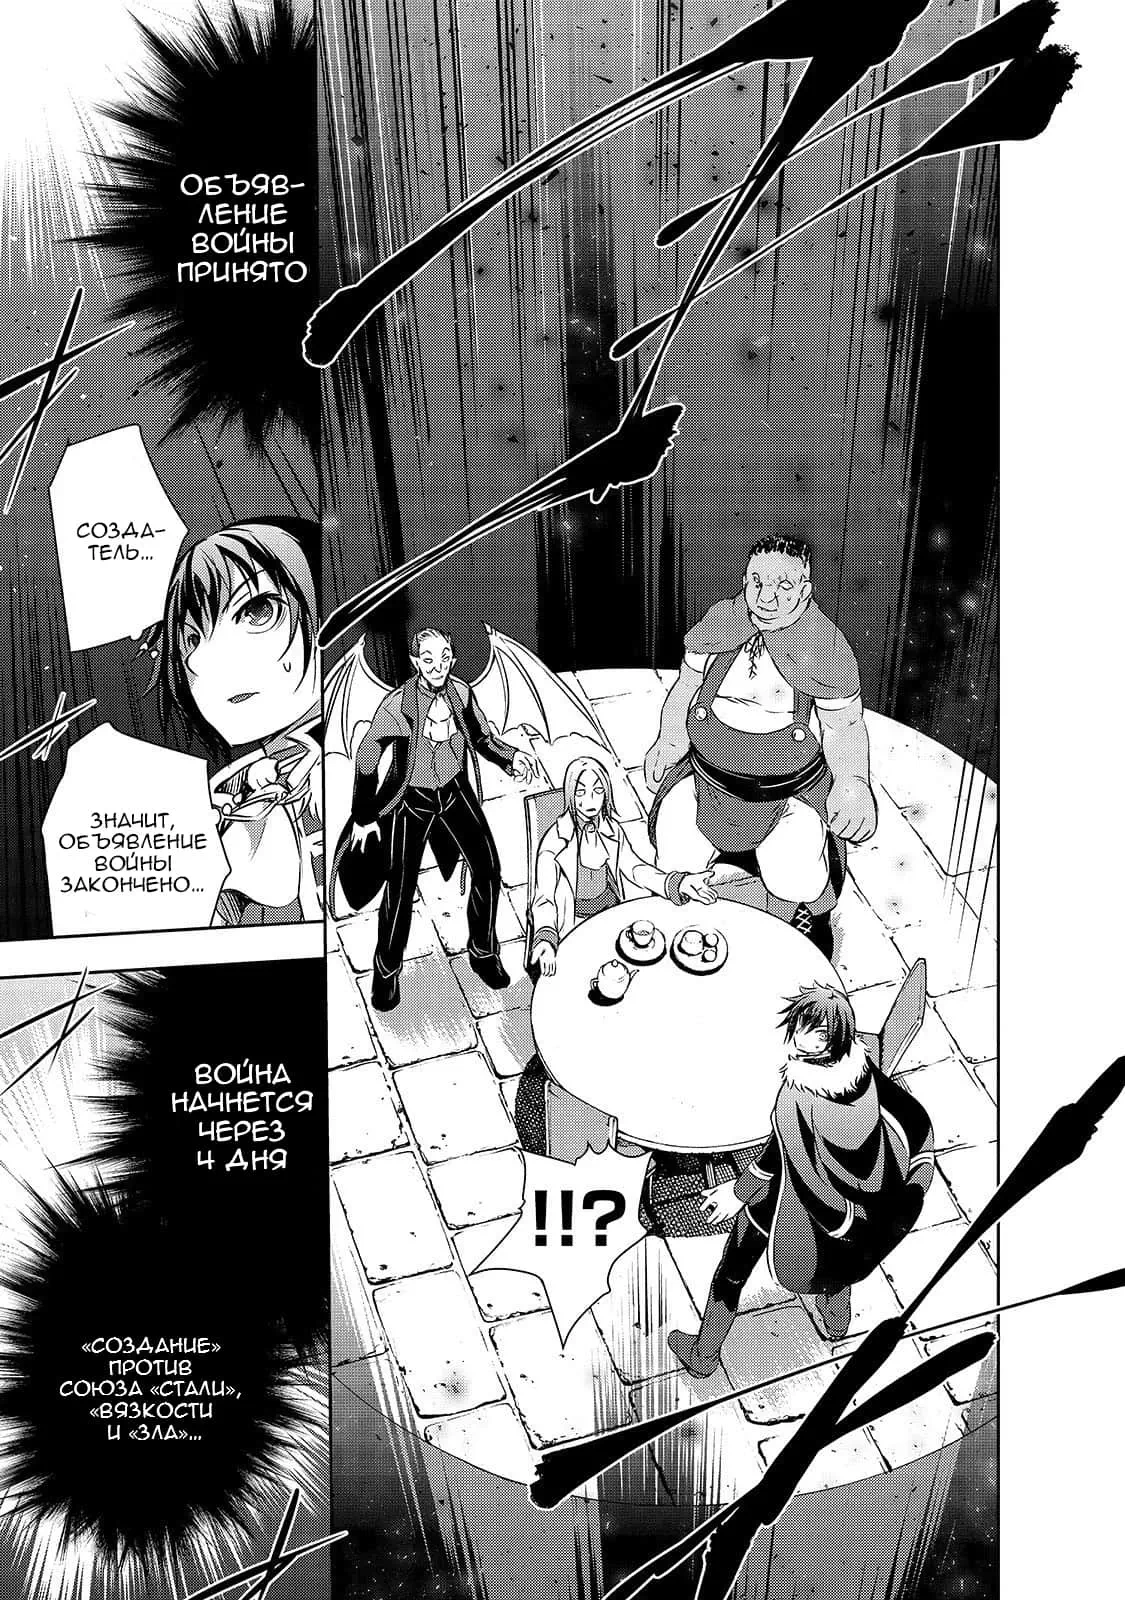 !!?
ОБЪЯВ-
ЛЕНИЕ
ВОЙНЫ
ПРИНЯТО
СОЗДА-
ТЕЛЬ...
ЗНАЧИТ,
ОБЪЯВЛЕНИЕ
ВОЙНЫ
ЗАКОНЧЕНО...
ВОЙНА
НАЧНЕТСЯ
ЧЕРЕЗ
4 ДНЯ
«СОЗДАНИЕ»
ПРОТИВ
СОЮЗА «СТАЛИ»,
«ВЯЗКОСТИ
И «ЗЛА»...